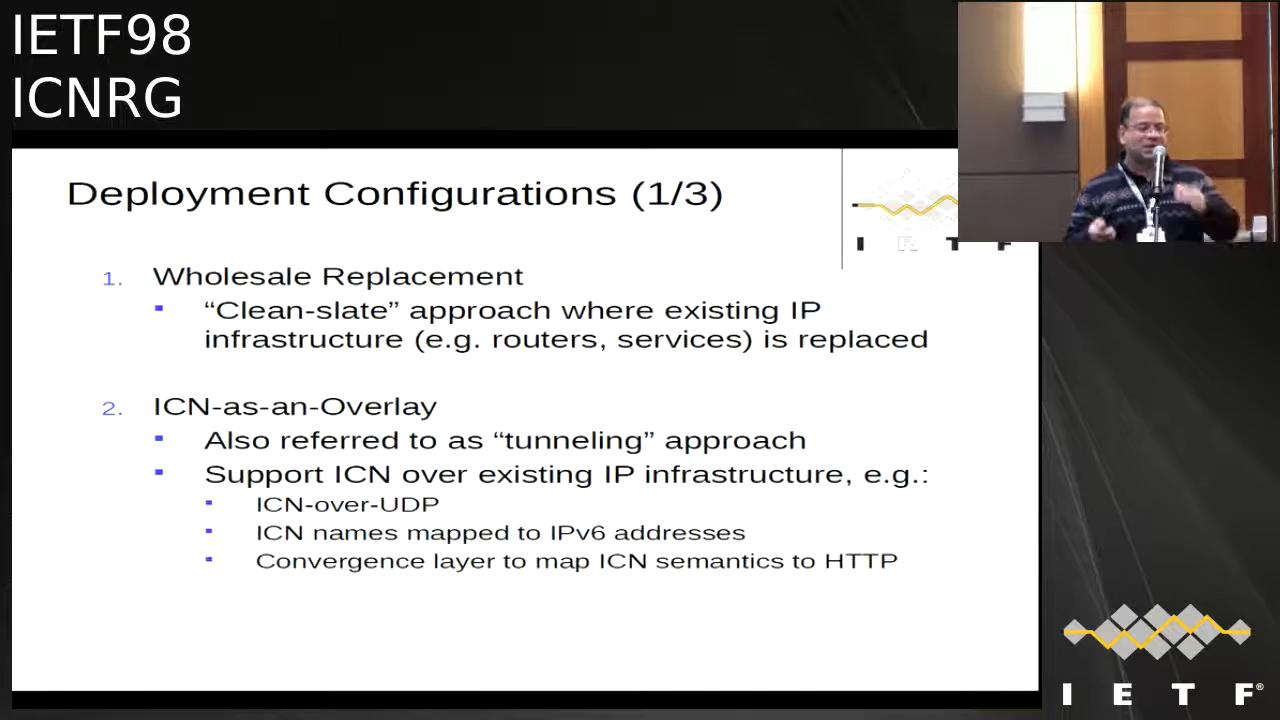 IETF98
ICNRG
Deployment Configurations (1/3)
I E T F
1. Wholesale Replacement
“Clean-slate” approach where existing IP
infrastructure (e.g. routers, services) is replaced
2. ICN-as-an-Overlay
Also referred to as “tunneling” approach
Support ICN over existing IP infrastructure, e.g.:
ICN-over-UDP
ICN names mapped to IPv6 addresses
Convergence layer to map ICN semantics to HTTP
I E T F®